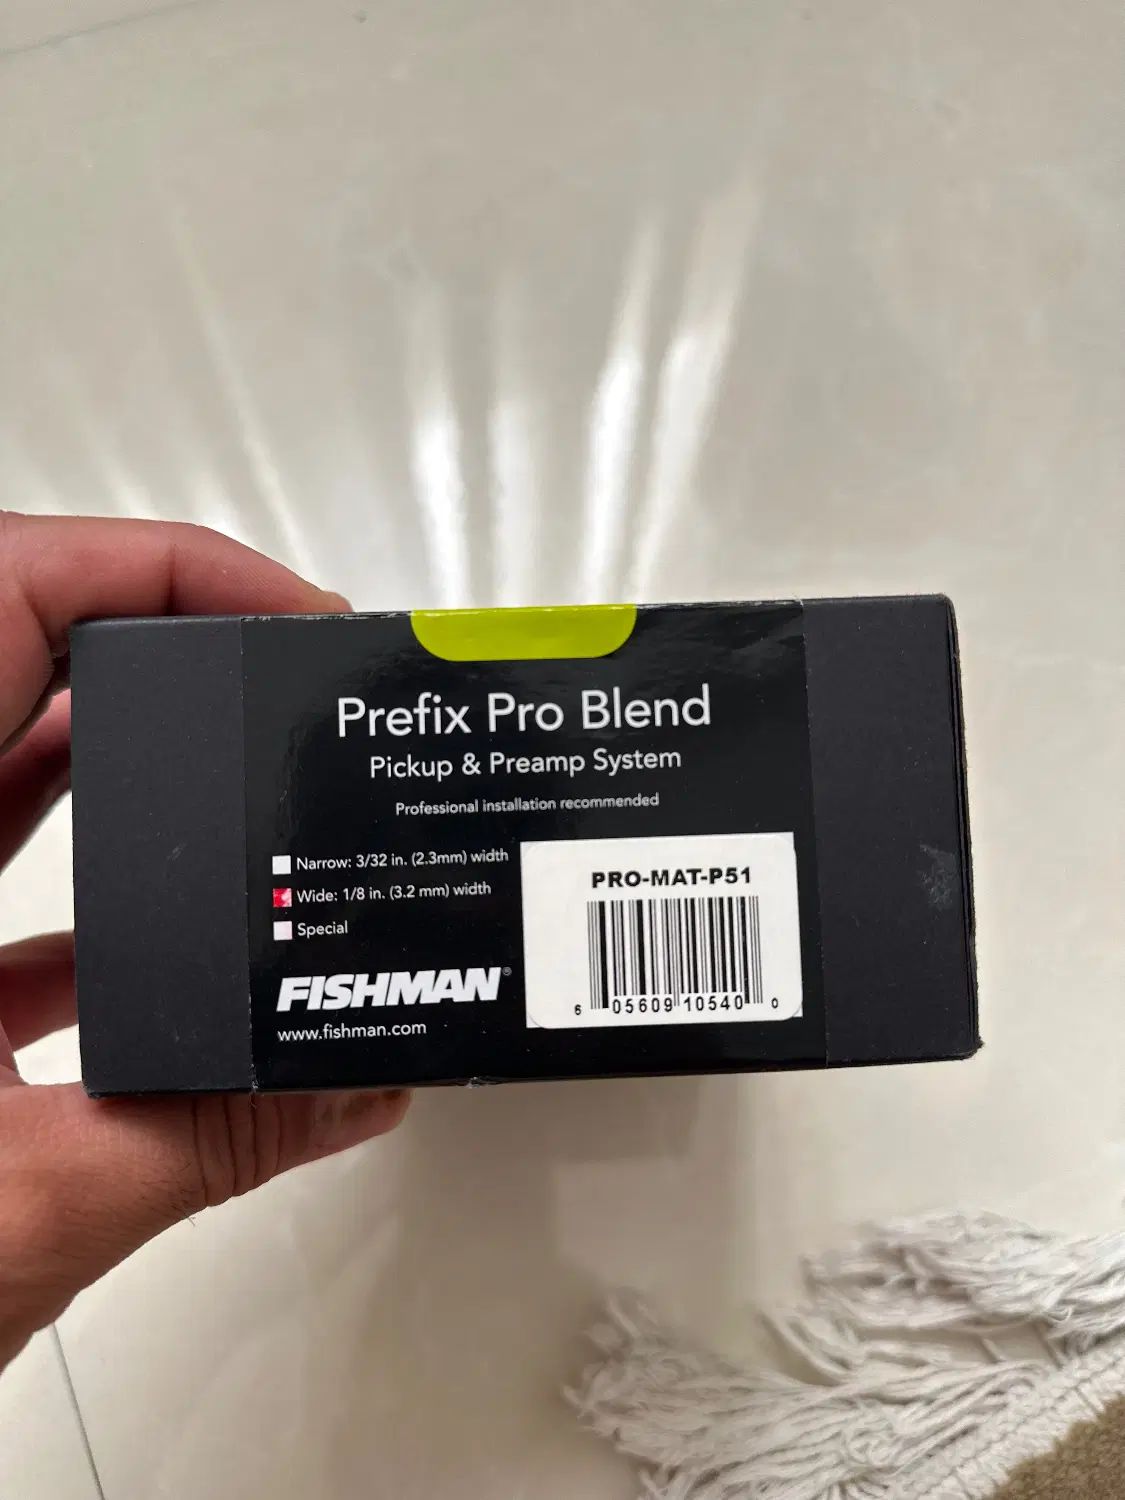 Prefix Pro Blend
Pickup & Preamp System
Professional installation recommended
Narrow: 3/32 in. (2.3mm) width
Wide: 1/8 in. (3.2 mm) width
Special
FISHMAN®
www.fishman.com
PRO-MAT-P51
6 05609 10540 0